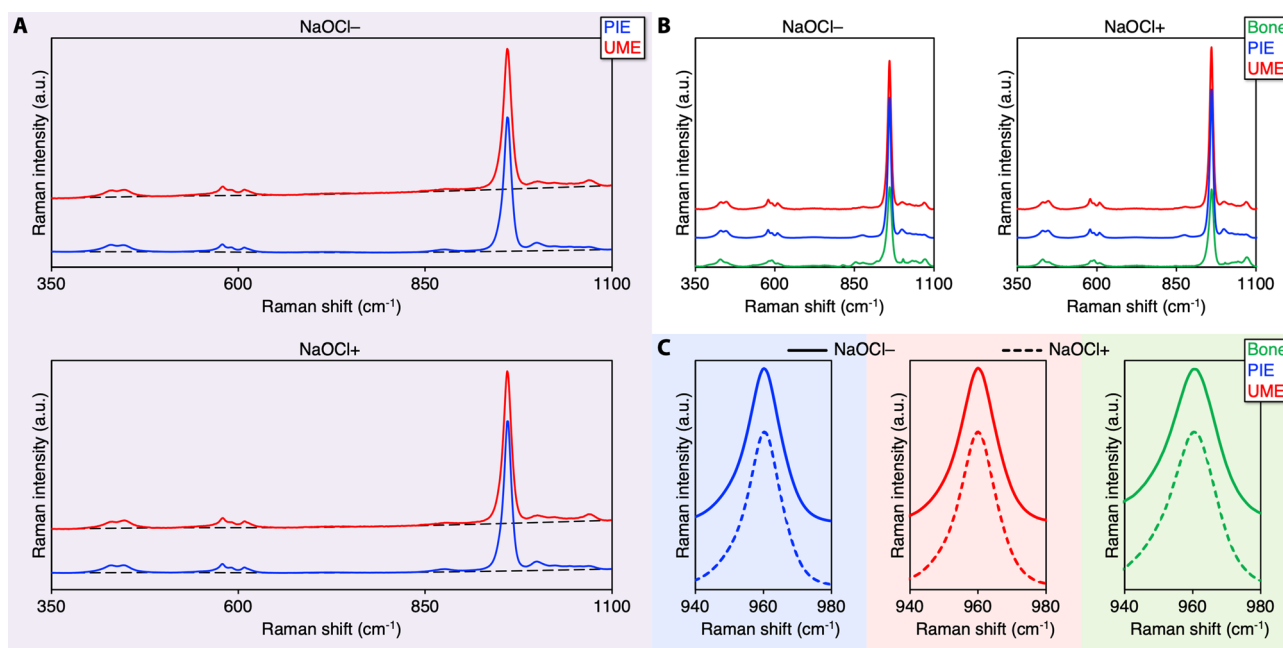 A
NaOCl–
PIE
UME
Raman intensity (a.u.)
350
600
850
1100
Raman shift (cm-1)
NaOCl+
Raman intensity (a.u.)
350
600
850
1100
Raman shift (cm-1)
B
NaOCl–
Raman intensity (a.u.)
350
600
850
1100
Raman shift (cm-1)
NaOCl+
Bone
PIE
UME
Raman intensity (a.u.)
350
600
850
1100
Raman shift (cm-1)
C
NaOCl–
NaOCl+
Bone
PIE
UME
Raman intensity (a.u.)
940
960
980
Raman shift (cm-1)
Raman intensity (a.u.)
940
960
980
Raman shift (cm-1)
Raman intensity (a.u.)
940
960
980
Raman shift (cm-1)